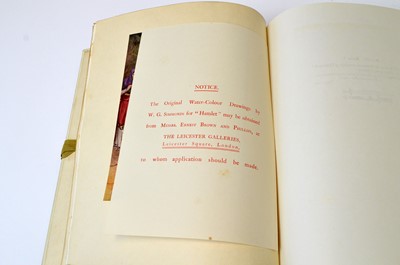 NOTICE.
The Original Water-Colour Drawings by
W. G. Simmonds for "Hamlet" may be obtained
from Messrs. Ernest Brown and Phillips, at
THE LEICESTER GALLERIES,
Leicester Square, London,
to whom application should be made.